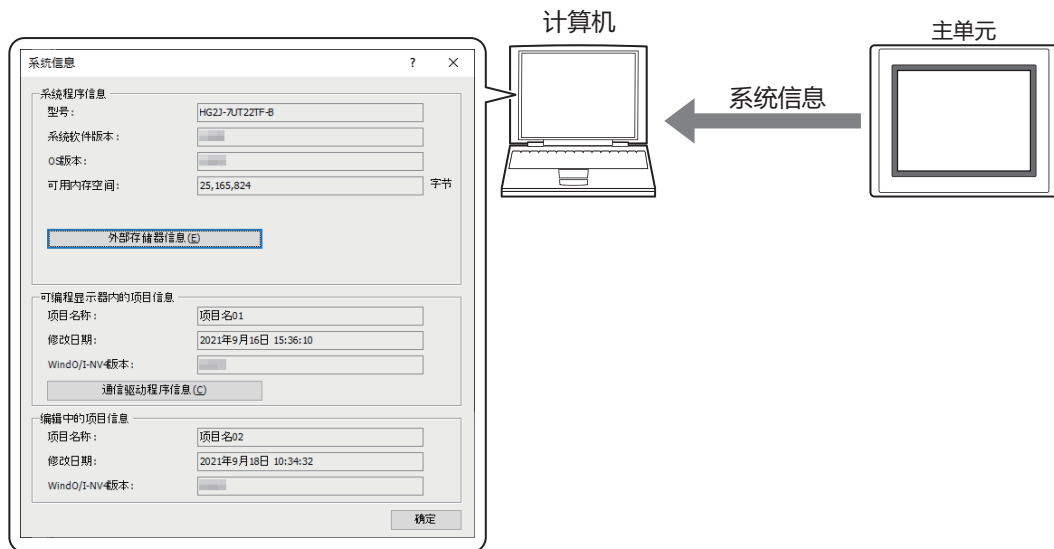 计算机
主单元
系统信息
系统信息 ? ×
系统程序信息
型号: HG2J-7UT22TF-B
系统软件版本:
OS版本:
可用内存空间: 25,165,824 字节
外部存储器信息(E)
可编程显示器内的项目信息
项目名称: 项目名01
修改日期: 2021年9月16日 15:36:10
WindO/I-NV4版本:
通信驱动程序信息(C)
编辑中的项目信息
项目名称: 项目名02
修改日期: 2021年9月18日 10:34:32
WindO/I-NV4版本:
确定